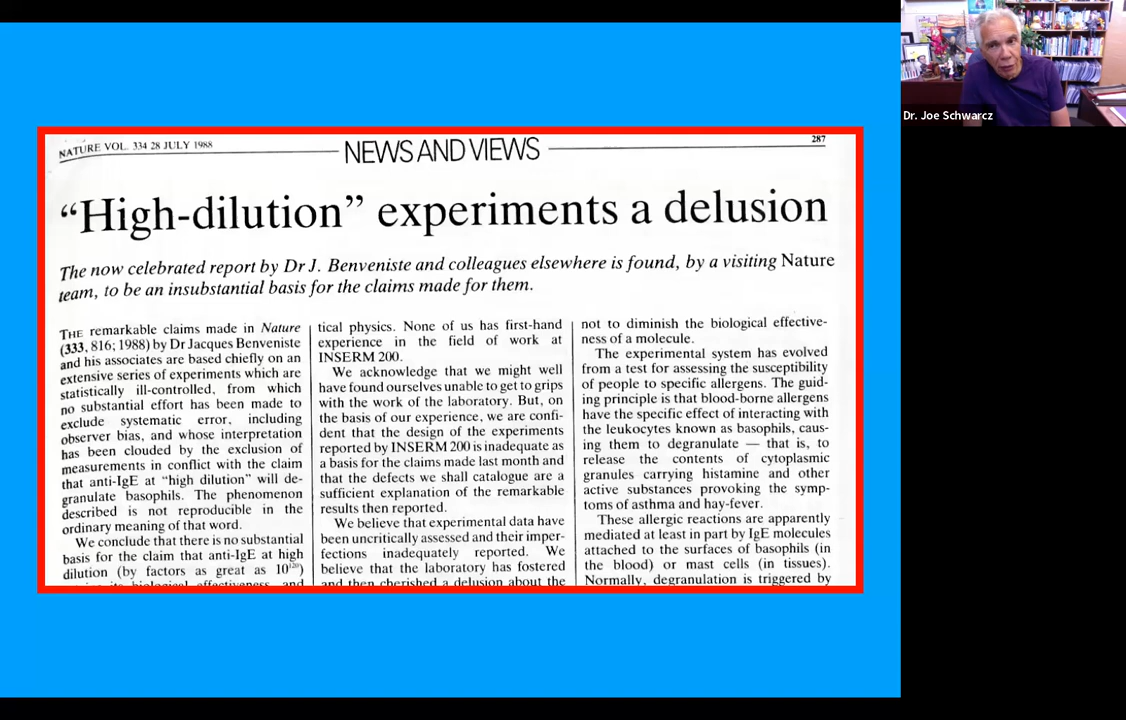 NATURE VOL. 334 28 JULY 1988
NEWS AND VIEWS
287
“High-dilution” experiments a delusion
The now celebrated report by Dr J. Benveniste and colleagues elsewhere is found, by a visiting Nature
team, to be an insubstantial basis for the claims made for them.
THE remarkable claims made in Nature
(333, 816; 1988) by Dr Jacques Benveniste
and his associates are based chiefly on an
extensive series of experiments which are
statistically ill-controlled, from which
no substantial effort has been made to
exclude systematic error, including
observer bias, and whose interpretation
has been clouded by the exclusion of
measurements in conflict with the claim
that anti-IgE at “high dilution” will de-
granulate basophils. The phenomenon
described is not reproducible in the
ordinary meaning of that word.
We conclude that there is no substantial
basis for the claim that anti-IgE at high
dilution (by factors as great as 10¹²⁰)
its biological effectiveness, and
tical physics. None of us has first-hand
experience in the field of work at
INSERM 200.
We acknowledge that we might well
have found ourselves unable to get to grips
with the work of the laboratory. But, on
the basis of our experience, we are confi-
dent that the design of the experiments
reported by INSERM 200 is inadequate as
a basis for the claims made last month and
that the defects we shall catalogue are a
sufficient explanation of the remarkable
results then reported.
We believe that experimental data have
been uncritically assessed and their imper-
fections inadequately reported. We
believe that the laboratory has fostered
and then cherished a delusion about the
not to diminish the biological effective-
ness of a molecule.
The experimental system has evolved
from a test for assessing the susceptibility
of people to specific allergens. The guid-
ing principle is that blood-borne allergens
have the specific effect of interacting with
the leukocytes known as basophils, caus-
ing them to degranulate — that is, to
release the contents of cytoplasmic
granules carrying histamine and other
active substances provoking the symp-
toms of asthma and hay-fever.
These allergic reactions are apparently
mediated at least in part by IgE molecules
attached to the surfaces of basophils (in
the blood) or mast cells (in tissues).
Normally, degranulation is triggered by
Dr. Joe Schwarcz